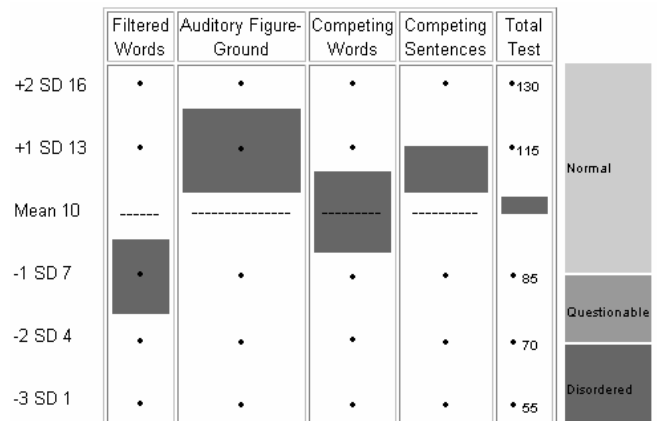 Filtered Words
Auditory Figure-Ground
Competing Words
Competing Sentences
Total Test
+2 SD 16
130
+1 SD 13
115
Normal
Mean 10
-1 SD 7
85
Questionable
-2 SD 4
70
Disordered
-3 SD 1
55